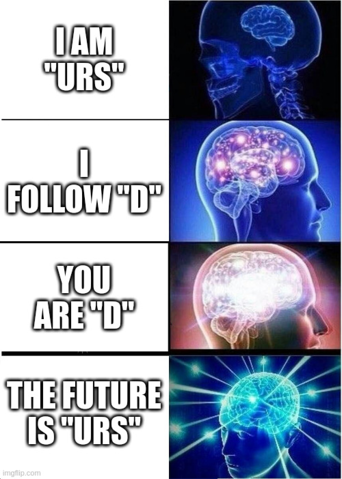 I AM
"URS"
I
FOLLOW "D"
YOU
ARE "D"
THE FUTURE
IS "URS"
imgflip.com